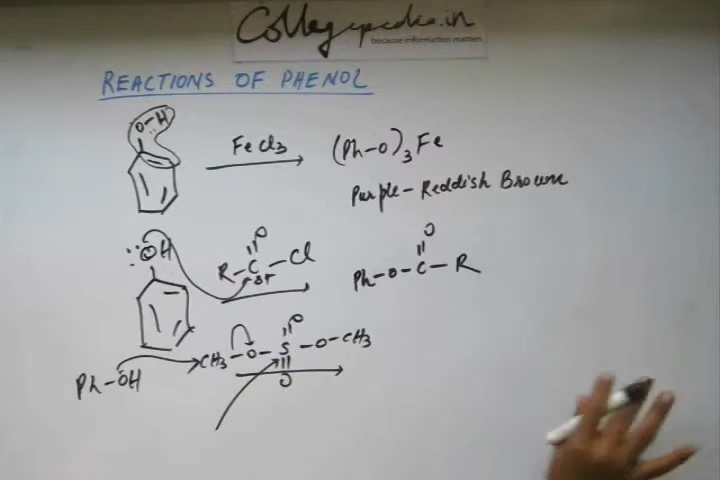 Collegepedia.in
because information matters
REACTIONS OF PHENOL
O-H
FeCl3
(Ph-O)3Fe
Purple-Reddish Brown
:OH
O
R-C-Cl
δ+
O
Ph-O-C-R
Ph-OH
O
CH3-O-S-O-CH3
O